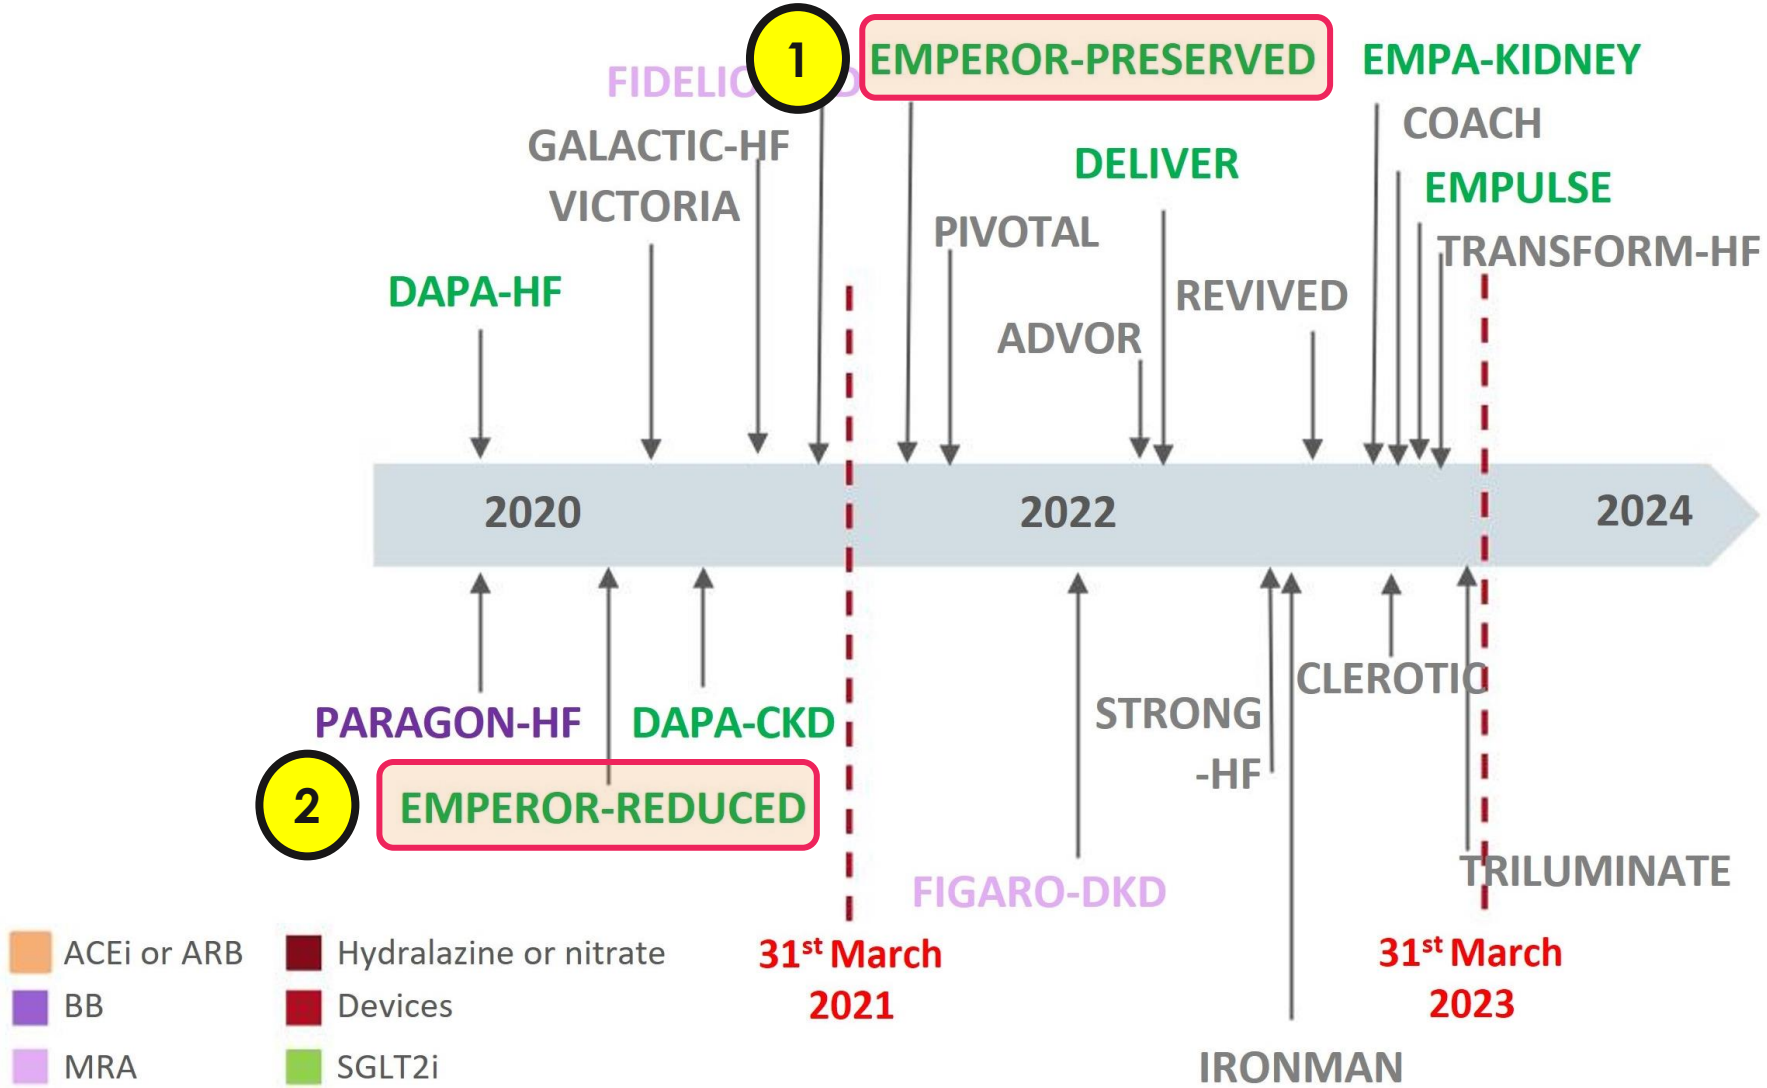 1
EMPEROR-PRESERVED
EMPA-KIDNEY
FIDELIO
COACH
GALACTIC-HF
DELIVER
EMPULSE
VICTORIA
PIVOTAL
TRANSFORM-HF
DAPA-HF
REVIVED
ADVOR
2020
2022
2024
CLEROTIC
PARAGON-HF
DAPA-CKD
STRONG
-HF
2
EMPEROR-REDUCED
FIGARO-DKD
TRILUMINATE
ACEi or ARB
Hydralazine or nitrate
31st March
2021
31st March
2023
BB
Devices
MRA
SGLT2i
IRONMAN